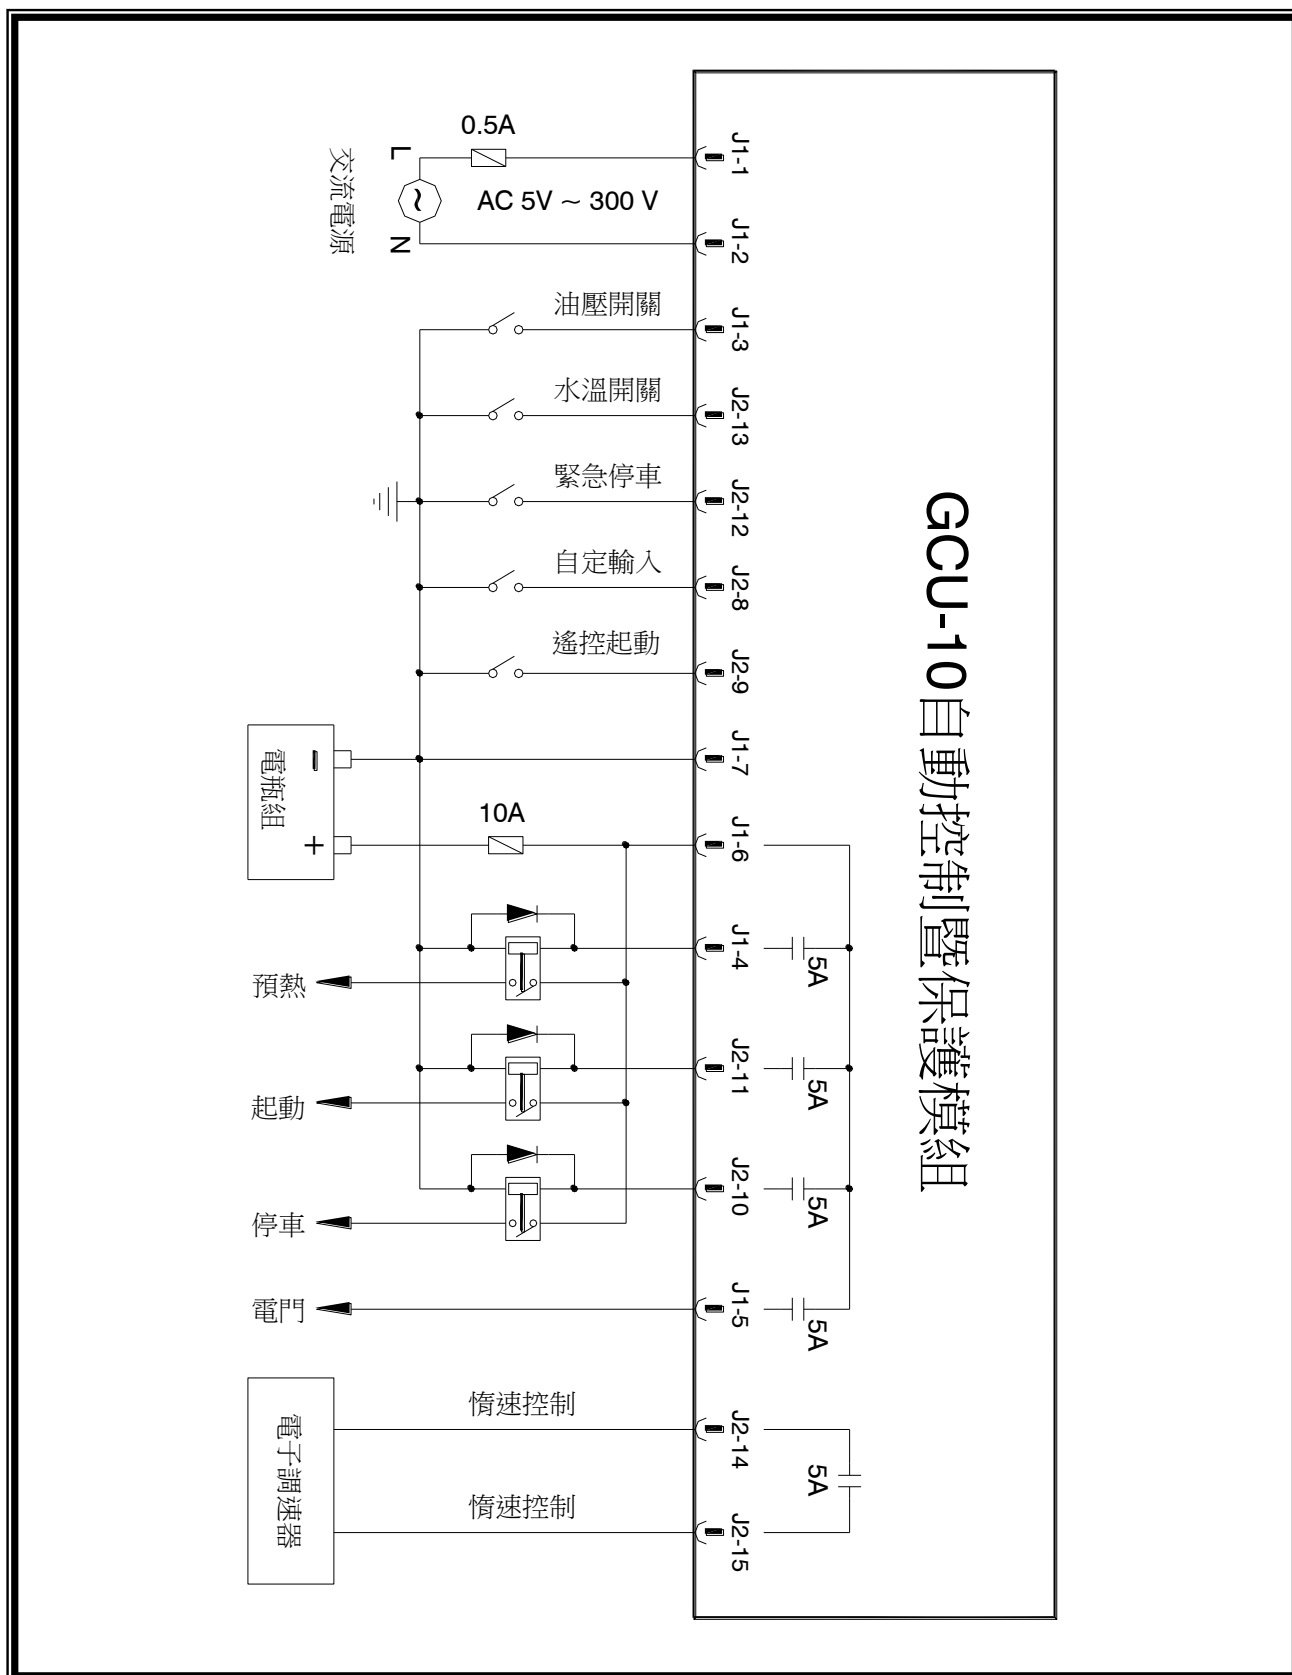 GCU-10自動控制暨保護模組
0.5A
L
AC 5V ~ 300 V
N
交流電源
J1-1
J1-2
油壓開關
J1-3
水溫開關
J2-13
緊急停車
J2-12
自定輸入
J2-8
遙控起動
J2-9
J1-7
-
電瓶組
+
10A
J1-6
J1-4
5A
預熱
J2-11
5A
起動
J2-10
5A
停車
J1-5
5A
電門
惰速控制
J2-14
電子調速器
5A
惰速控制
J2-15